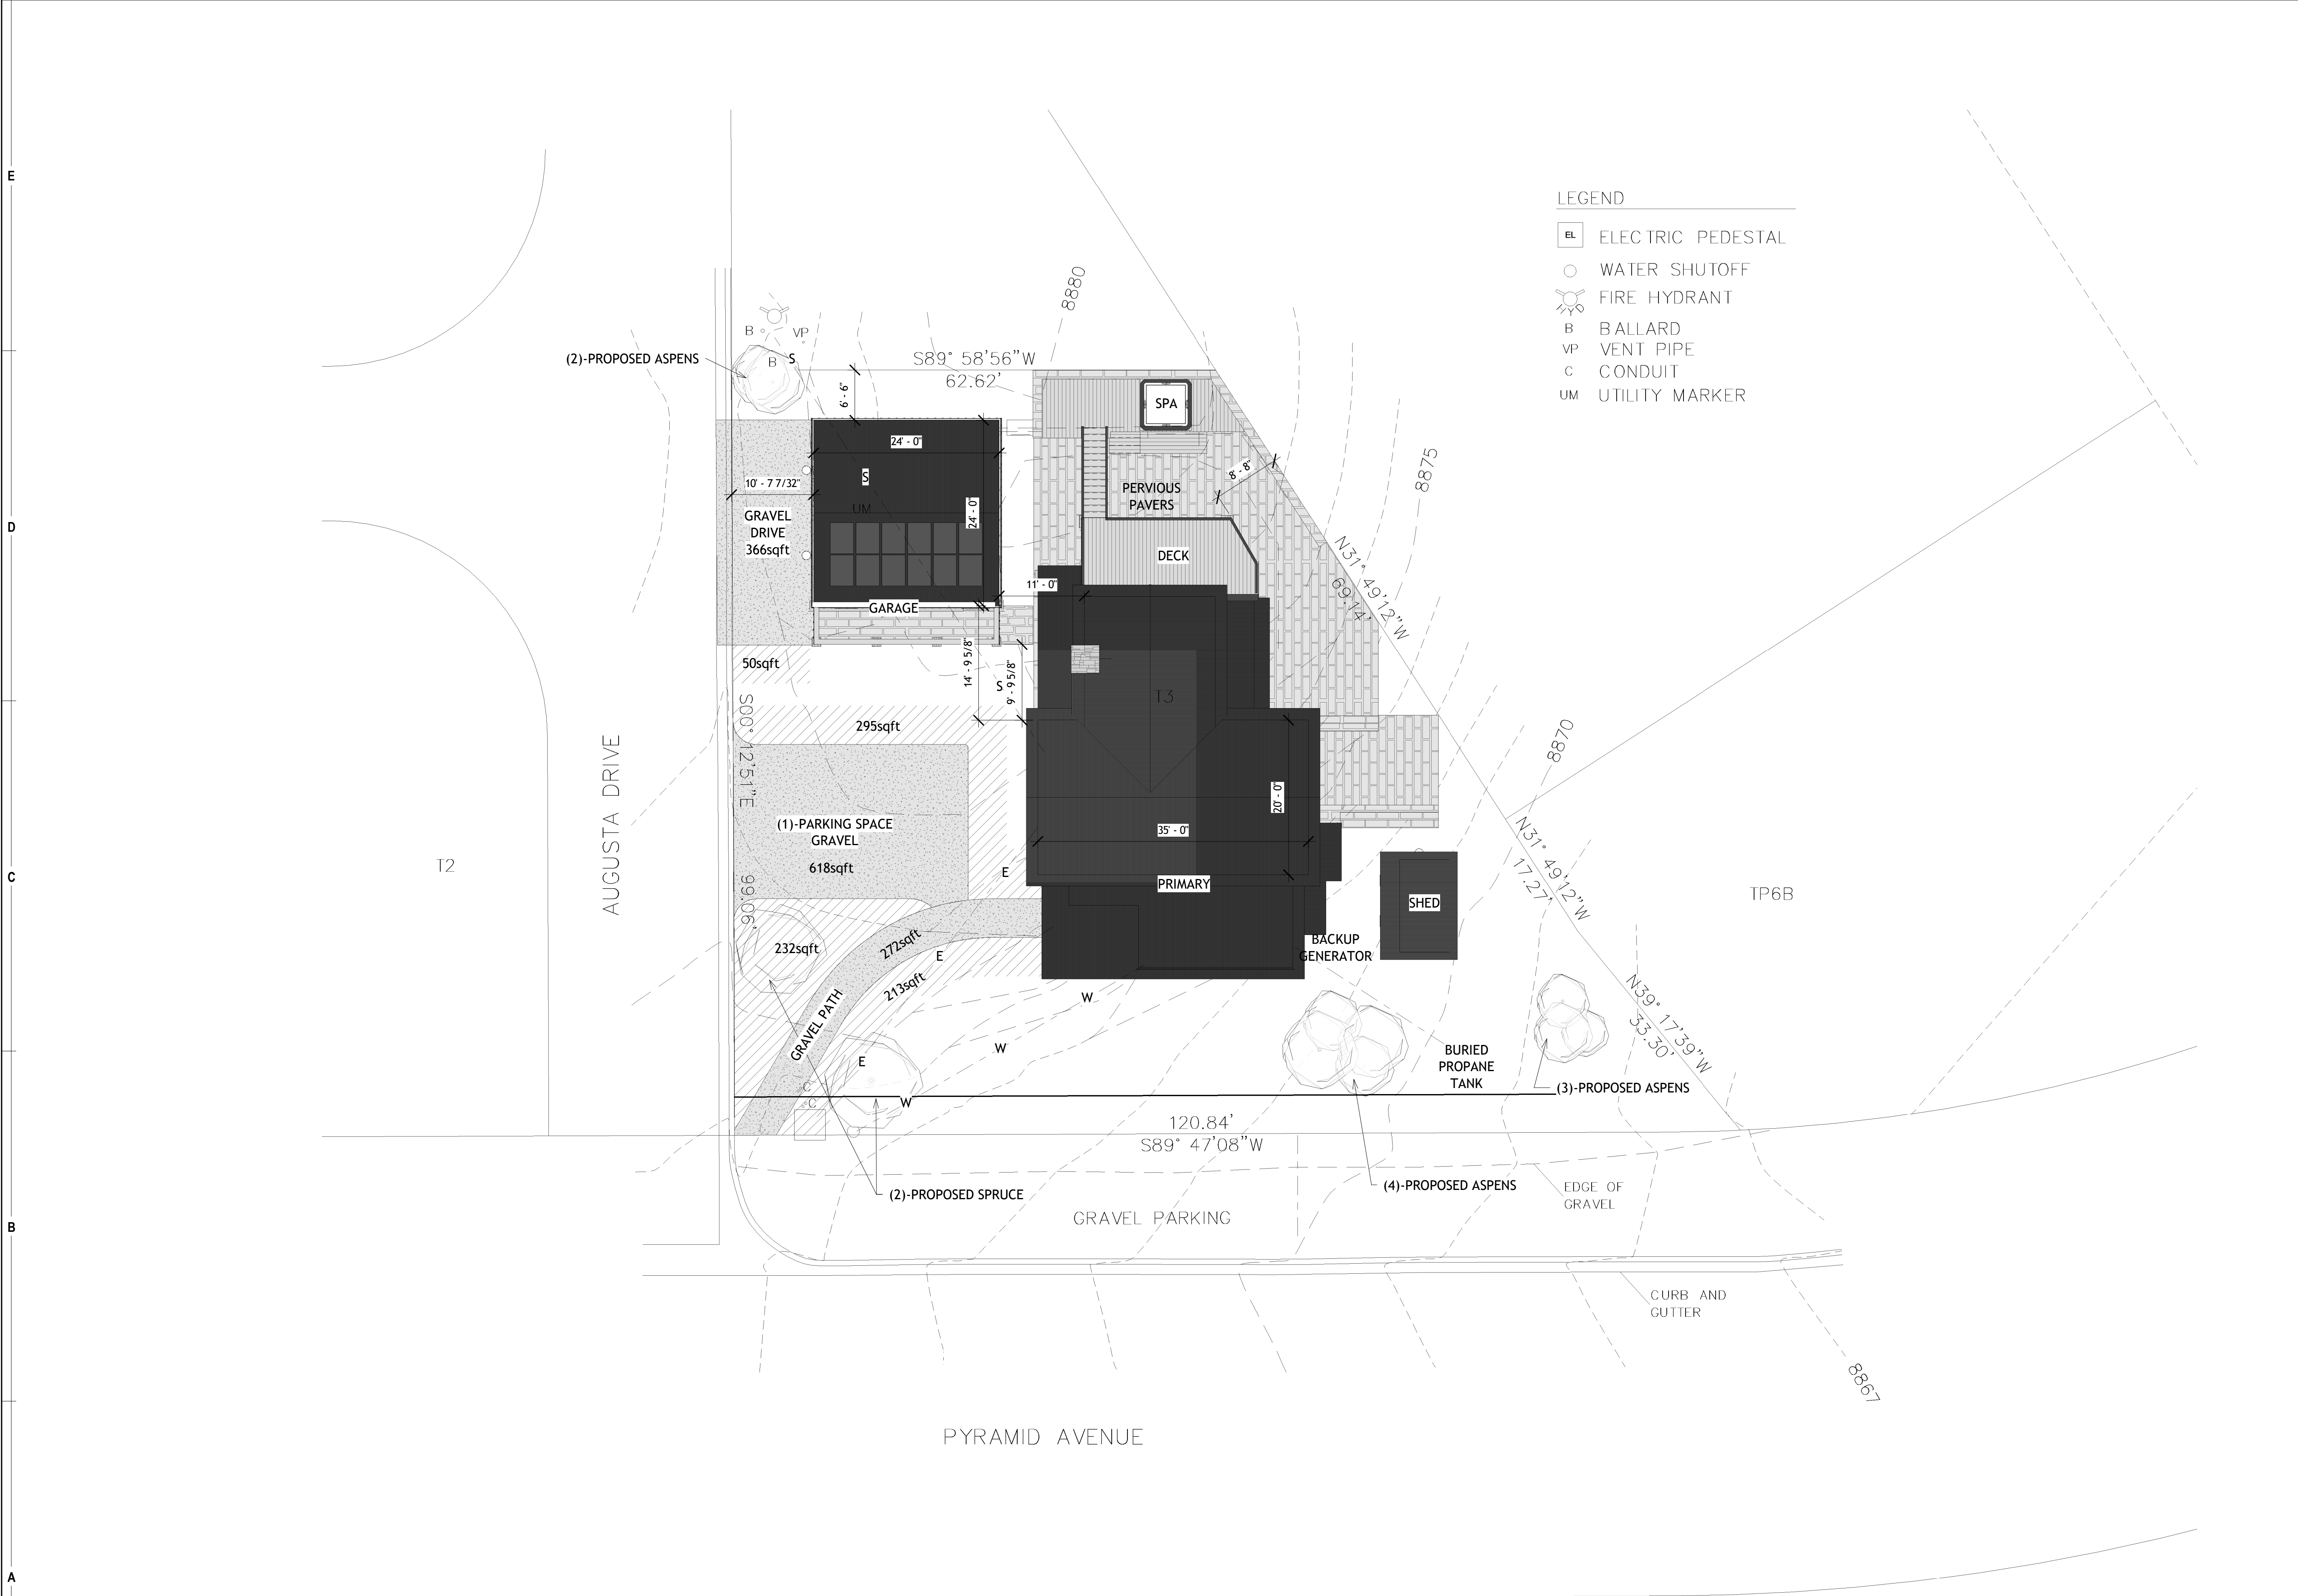 E
D
C
B
A
LEGEND
EL ELECTRIC PEDESTAL
WATER SHUTOFF
HYD FIRE HYDRANT
B BALLARD
VP VENT PIPE
C CONDUIT
UM UTILITY MARKER
8880
B
VP
(2)-PROPOSED ASPENS
B
S
S89° 58'56"W
62.62'
6' - 6"
SPA
24' - 0"
8' - 8"
8875
S
10' - 7 7/32"
PERVIOUS
PAVERS
UM
24' - 0"
GRAVEL
DRIVE
366sqft
DECK
N31° 49'12"W
69.14'
11' - 0"
GARAGE
50sqft
14' - 9 5/8"
9' - 9 5/8"
S
T3
295sqft
S00° 12'51"E
99.06'
8870
AUGUSTA DRIVE
(1)-PARKING SPACE
GRAVEL
618sqft
35' - 0"
20' - 0"
N31° 49'12"W
17.27'
T2
E
PRIMARY
SHED
TP6B
232sqft
272sqft
E
213sqft
BACKUP
GENERATOR
GRAVEL PATH
W
N39° 17'39"W
33.30'
W
E
BURIED
PROPANE
TANK
C
C
W
(3)-PROPOSED ASPENS
120.84'
S89° 47'08"W
(2)-PROPOSED SPRUCE
(4)-PROPOSED ASPENS
EDGE OF
GRAVEL
GRAVEL PARKING
CURB AND
GUTTER
8867
PYRAMID AVENUE